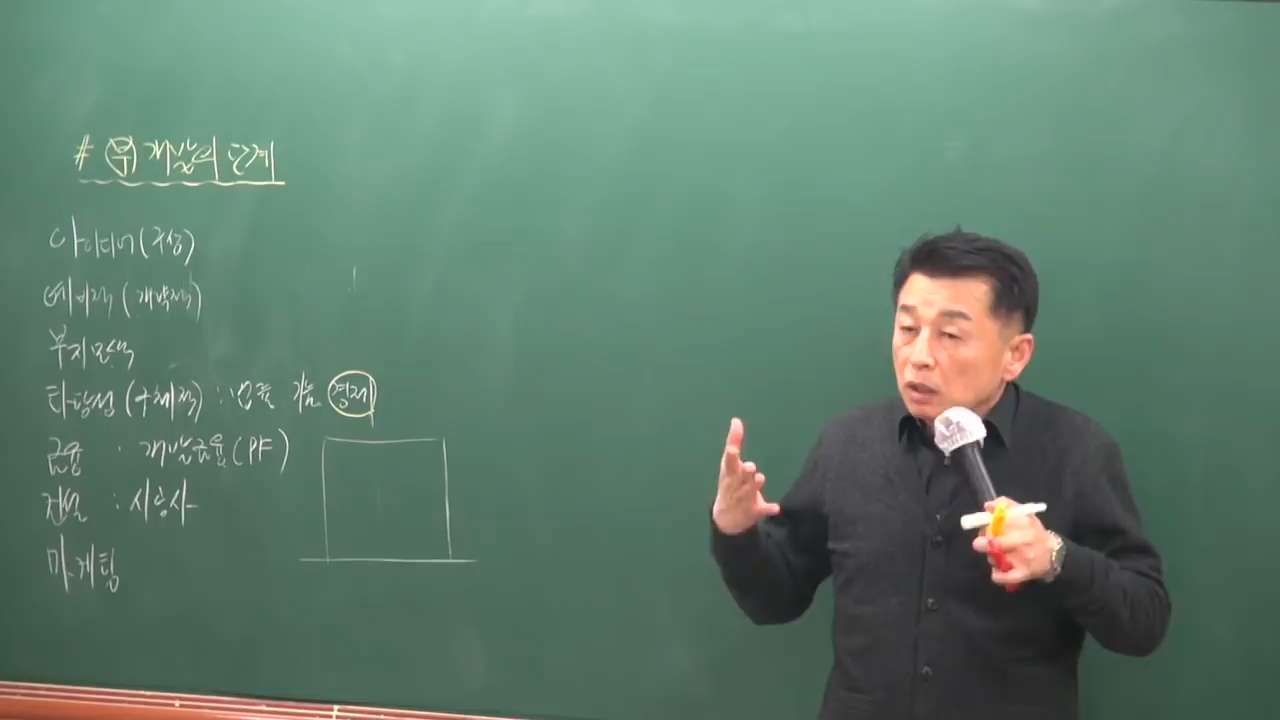 # 부 개발의 단계
아이디어(구상)
예비적(개략적)
부지모색
타당성(구체적) : 법률 기술 경제
금융 : 개발금융(PF)
건설 : 시공사
마케팅